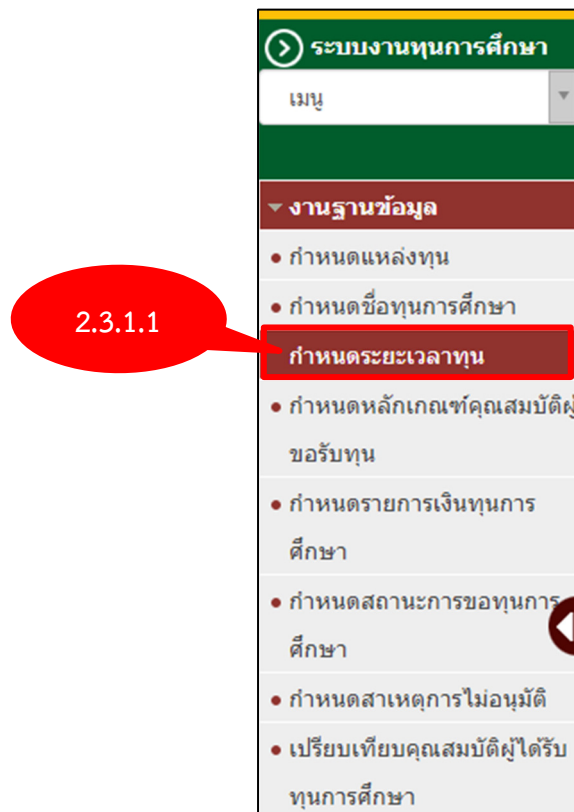 ระบบงานทุนการศึกษา
เมนู
งานฐานข้อมูล
กำหนดแหล่งทุน
กำหนดชื่อทุนการศึกษา
2.3.1.1
กำหนดระยะเวลาทุน
กำหนดหลักเกณฑ์คุณสมบัติผู้
ขอรับทุน
กำหนดรายการเงินทุนการ
ศึกษา
กำหนดสถานะการขอทุนการ
ศึกษา
กำหนดสาเหตุการไม่อนุมัติ
เปรียบเทียบคุณสมบัติผู้ได้รับ
ทุนการศึกษา